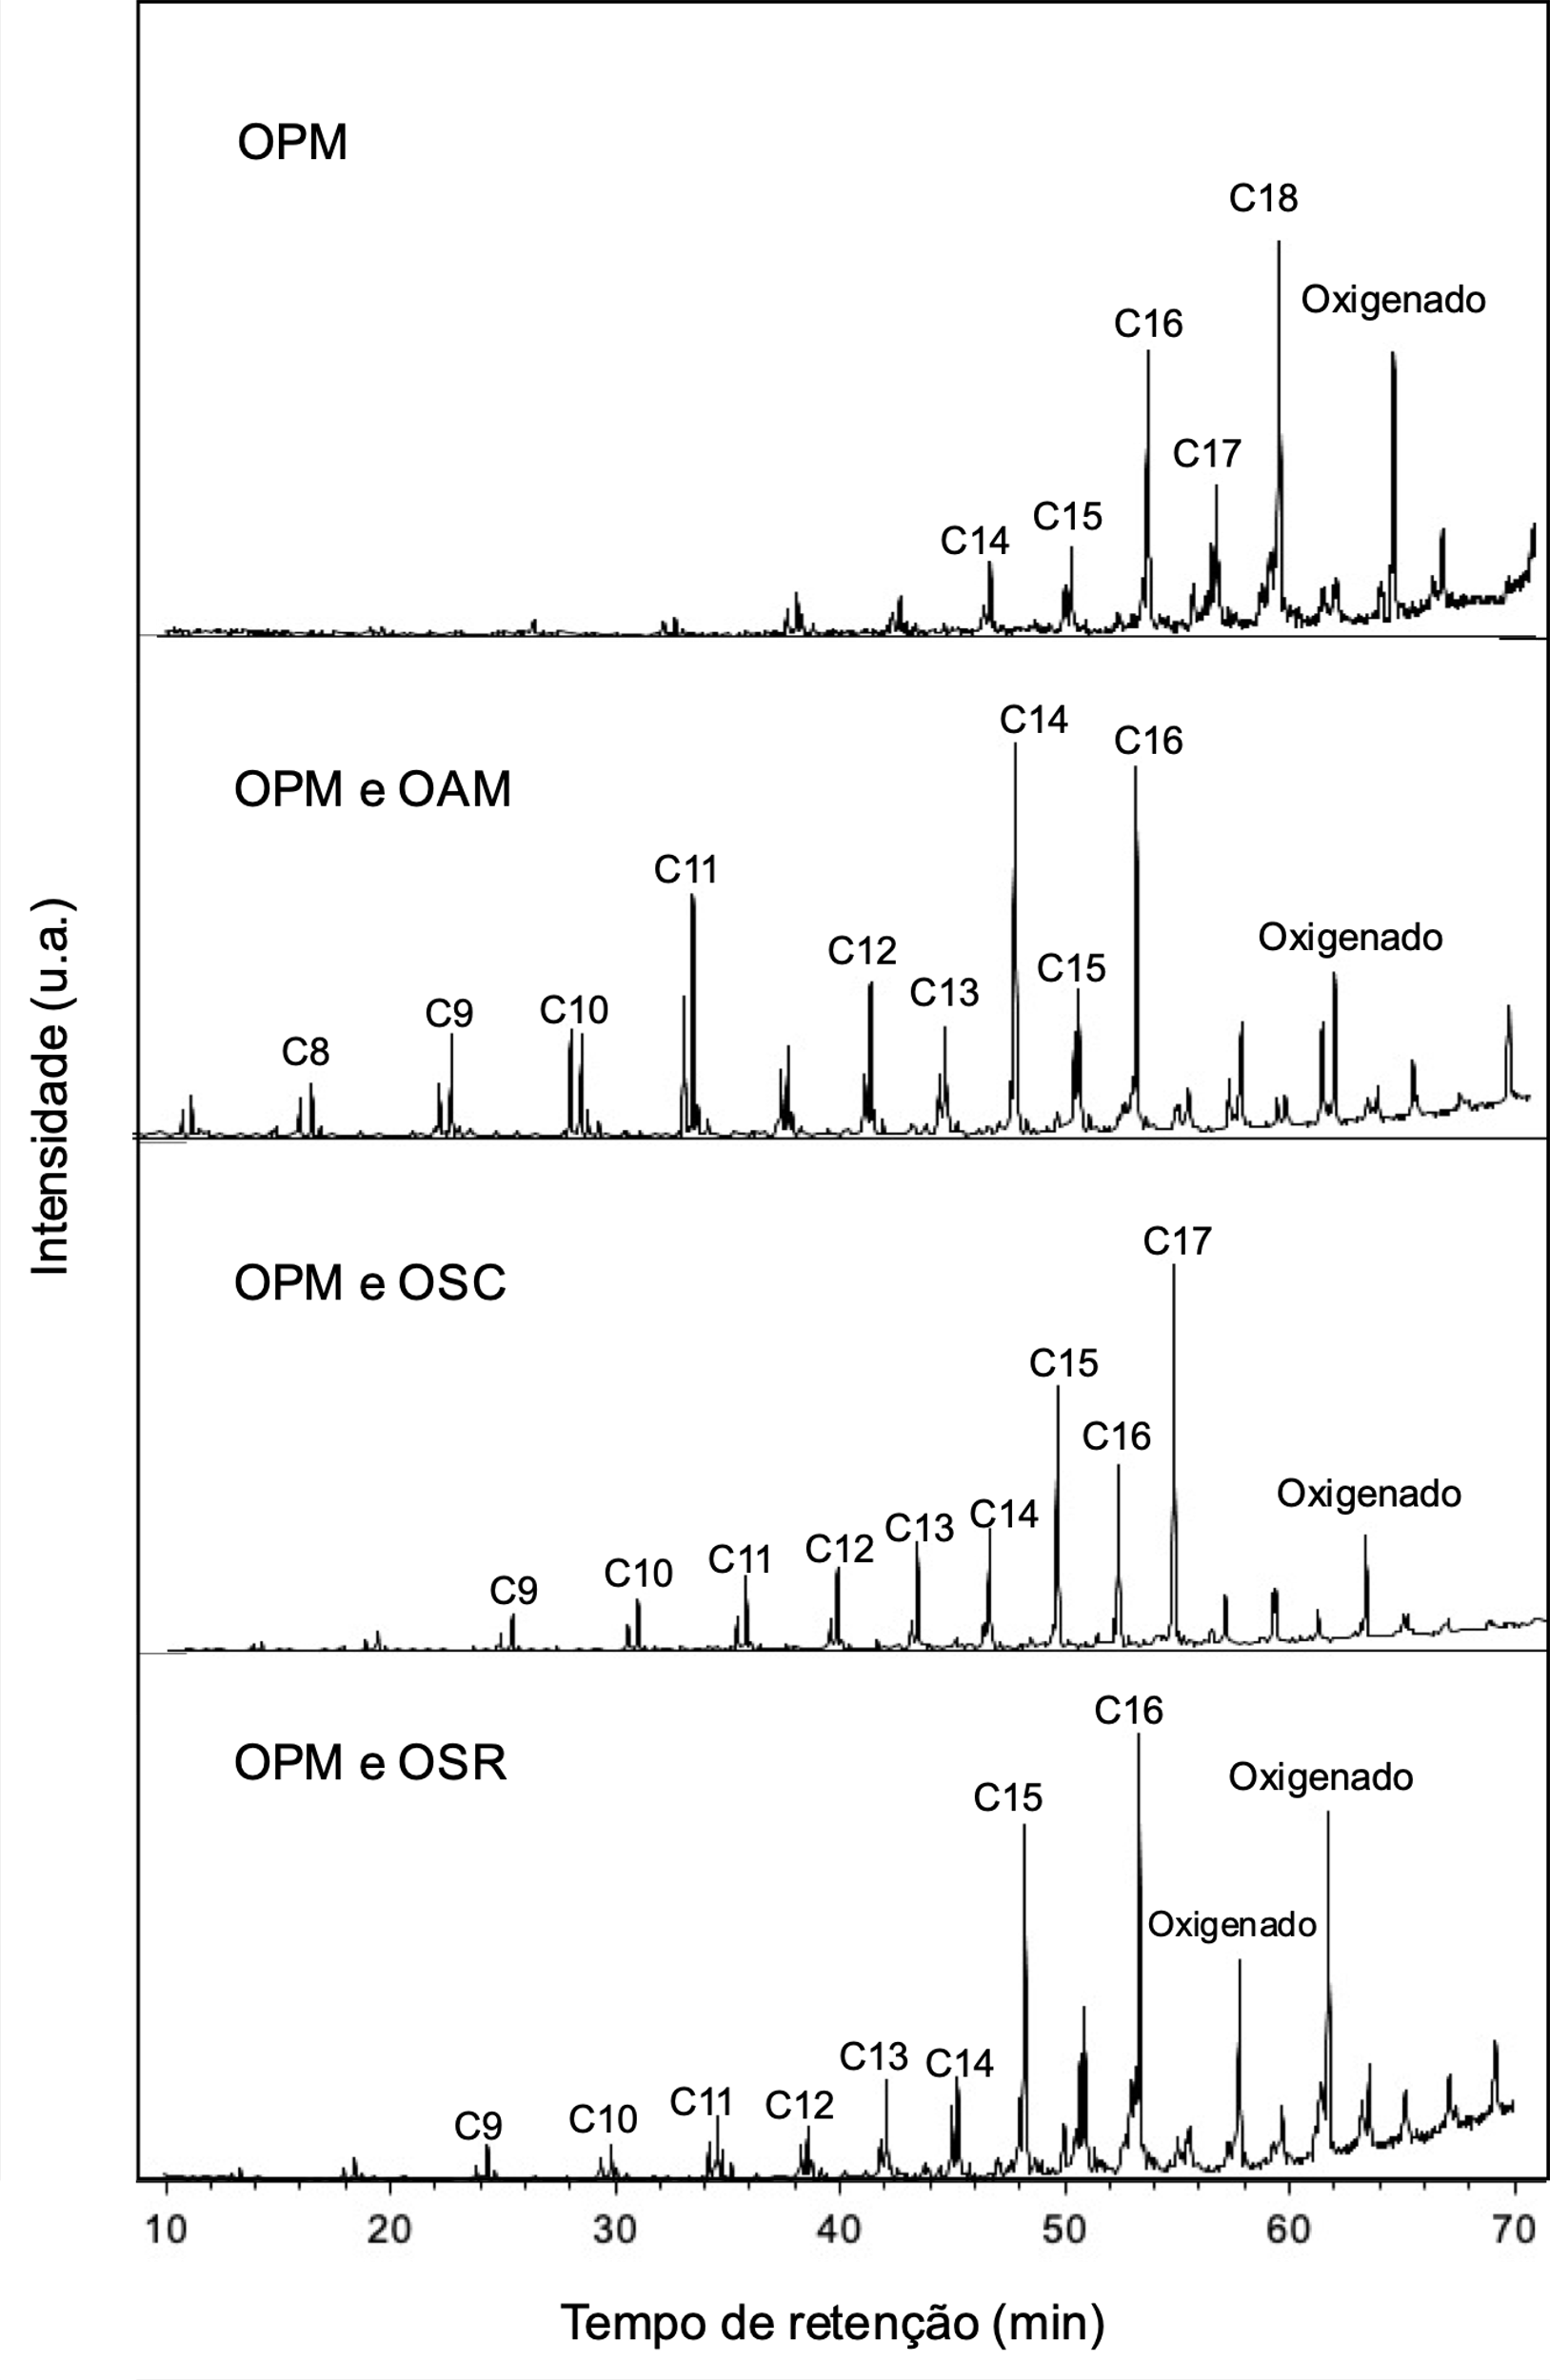 OPM
C18
Oxigenado
C16
C17
C15
C14
C14
C16
OPM e OAM
C11
C12
Oxigenado
C15
C13
C9
C10
C8
Intensidade (u.a.)
C17
OPM e OSC
C15
C16
Oxigenado
C14
C13
C12
C11
C10
C9
C16
OPM e OSR
Oxigenado
C15
Oxigenado
C13
C14
C11
C12
C10
C9
10 20 30 40 50 60 70
Tempo de retenção (min)